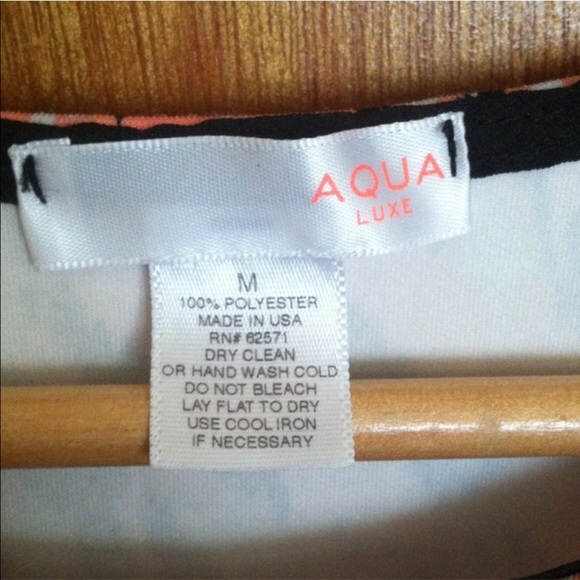 AQUA
LUXE
M
100% POLYESTER
MADE IN USA
RN# 62571
DRY CLEAN
OR HAND WASH COLD
DO NOT BLEACH
LAY FLAT TO DRY
USE COOL IRON
IF NECESSARY